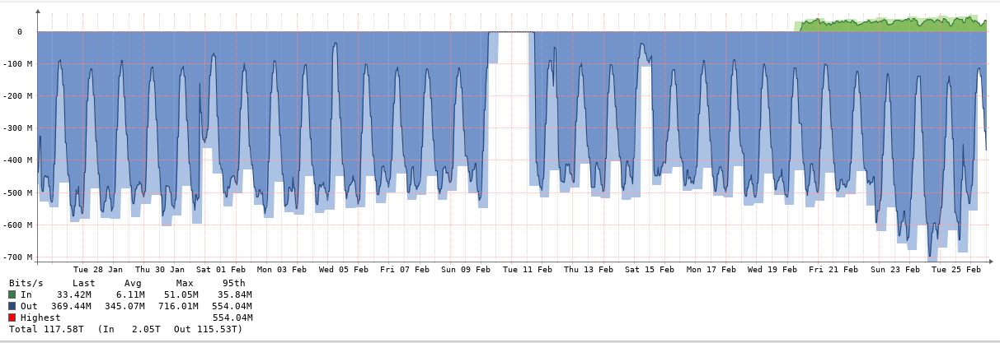 0
-100 M
-200 M
-300 M
-400 M
-500 M
-600 M
-700 M
Tue 28 Jan Thu 30 Jan Sat 01 Feb Mon 03 Feb Wed 05 Feb Fri 07 Feb Sun 09 Feb Tue 11 Feb Thu 13 Feb Sat 15 Feb Mon 17 Feb Wed 19 Feb Fri 21 Feb Sun 23 Feb Tue 25 Feb
Bits/s Last Avg Max 95th
In 33.42M 6.11M 51.05M 35.84M
Out 369.44M 345.07M 716.01M 554.04M
Highest 554.04M
Total 117.58T (In 2.05T Out 115.53T)